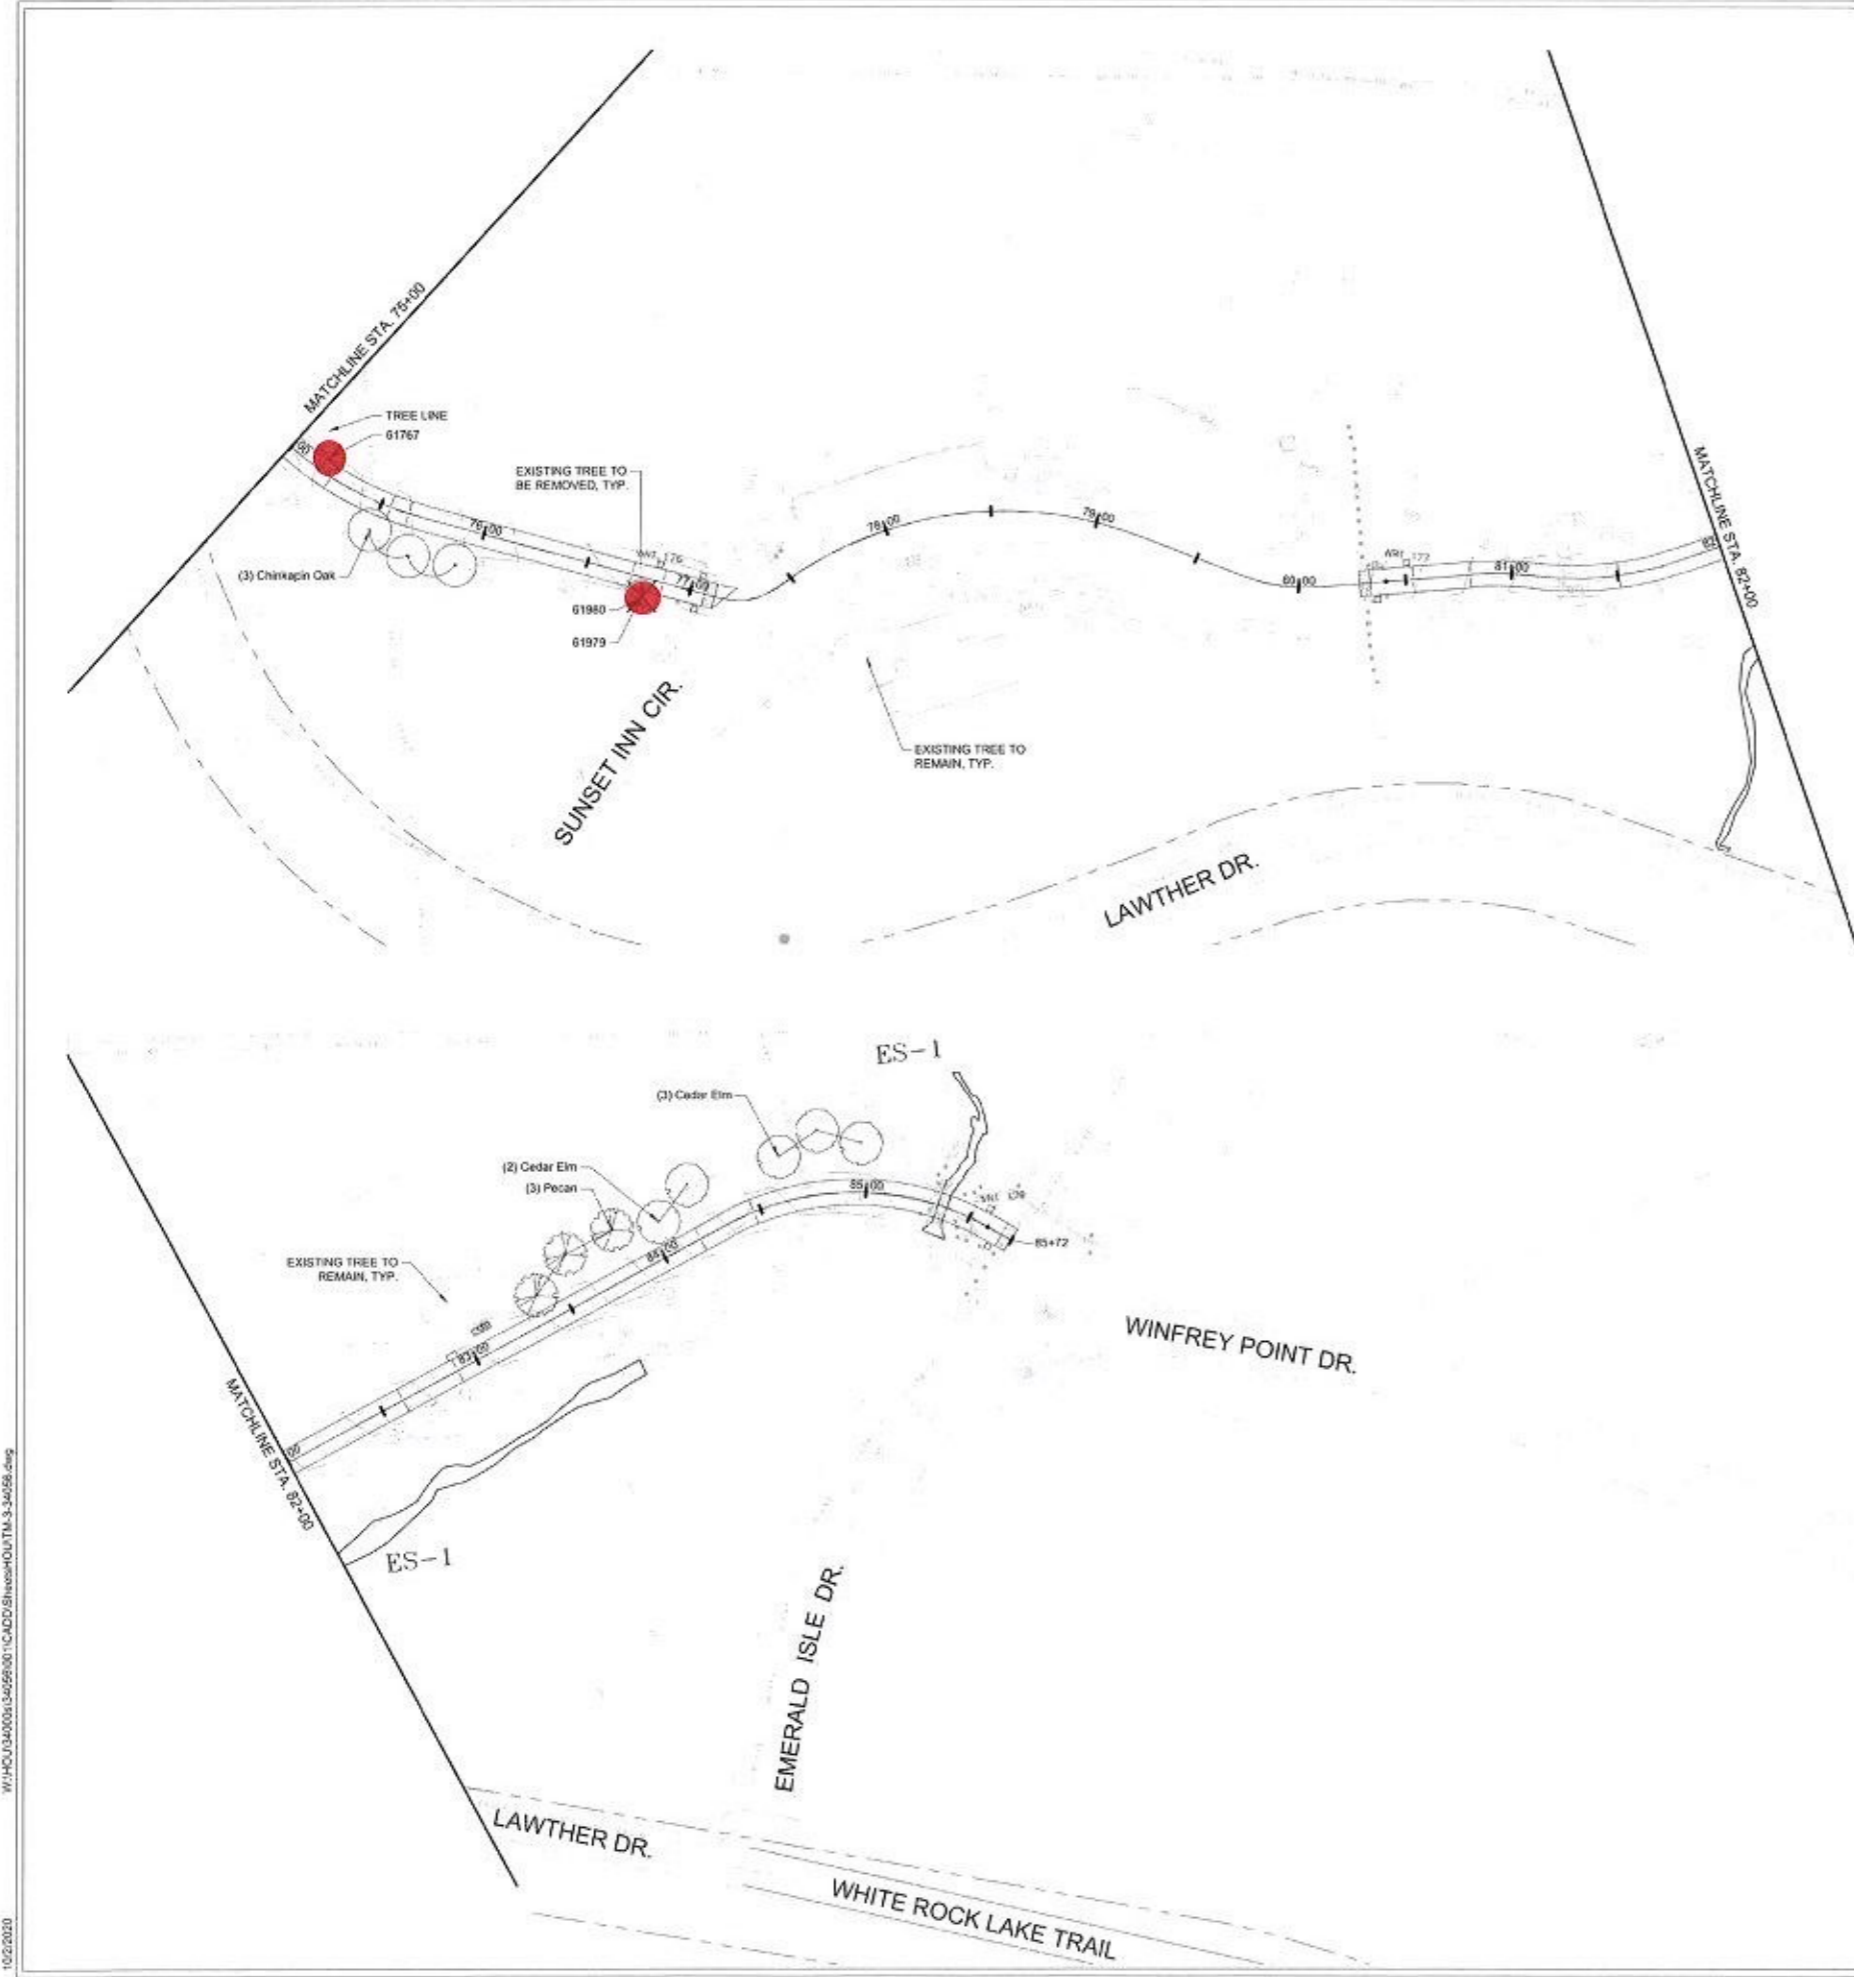 MATCHLINE STA. 75+00
TREE LINE
61767
EXISTING TREE TO
BE REMOVED, TYP.
76+00
(3) Chinkapin Oak
77+00
61980
61979
78+00
79+00
80+00
81+00
MATCHLINE STA. 82+00
SUNSET INN CIR.
EXISTING TREE TO
REMAIN, TYP.
LAWTHER DR.
ES-1
(3) Cedar Elm
(2) Cedar Elm
(3) Pecan
85+00
84+00
85+72
EXISTING TREE TO
REMAIN, TYP.
83+00
WINFREY POINT DR.
MATCHLINE STA. 82+00
ES-1
EMERALD ISLE DR.
LAWTHER DR.
WHITE ROCK LAKE TRAIL
10/2/2020